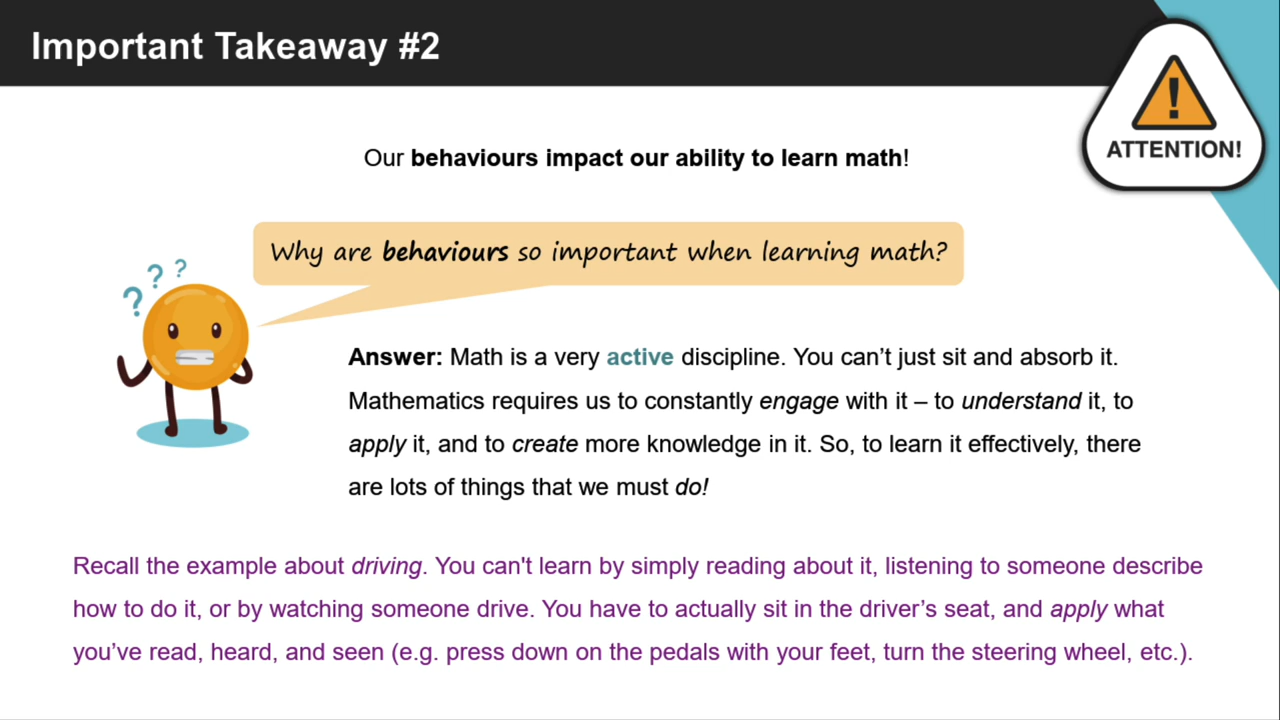 Important Takeaway #2
ATTENTION!
Our behaviours impact our ability to learn math!
? ? ?
Why are behaviours so important when learning math?
Answer: Math is a very active discipline. You can’t just sit and absorb it.
Mathematics requires us to constantly engage with it – to understand it, to
apply it, and to create more knowledge in it. So, to learn it effectively, there
are lots of things that we must do!
Recall the example about driving. You can't learn by simply reading about it, listening to someone describe
how to do it, or by watching someone drive. You have to actually sit in the driver’s seat, and apply what
you’ve read, heard, and seen (e.g. press down on the pedals with your feet, turn the steering wheel, etc.).